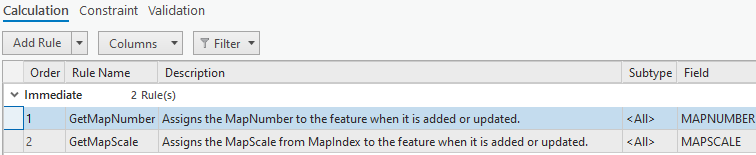 Calculation Constraint Validation
Add Rule Columns Filter
Order Rule Name Description Subtype Field
Immediate 2 Rule(s)
1 GetMapNumber Assigns the MapNumber to the feature when it is added or updated. <All> MAPNUMBER
2 GetMapScale Assigns the MapScale from MapIndex to the feature when it is added or updated. <All> MAPSCALE